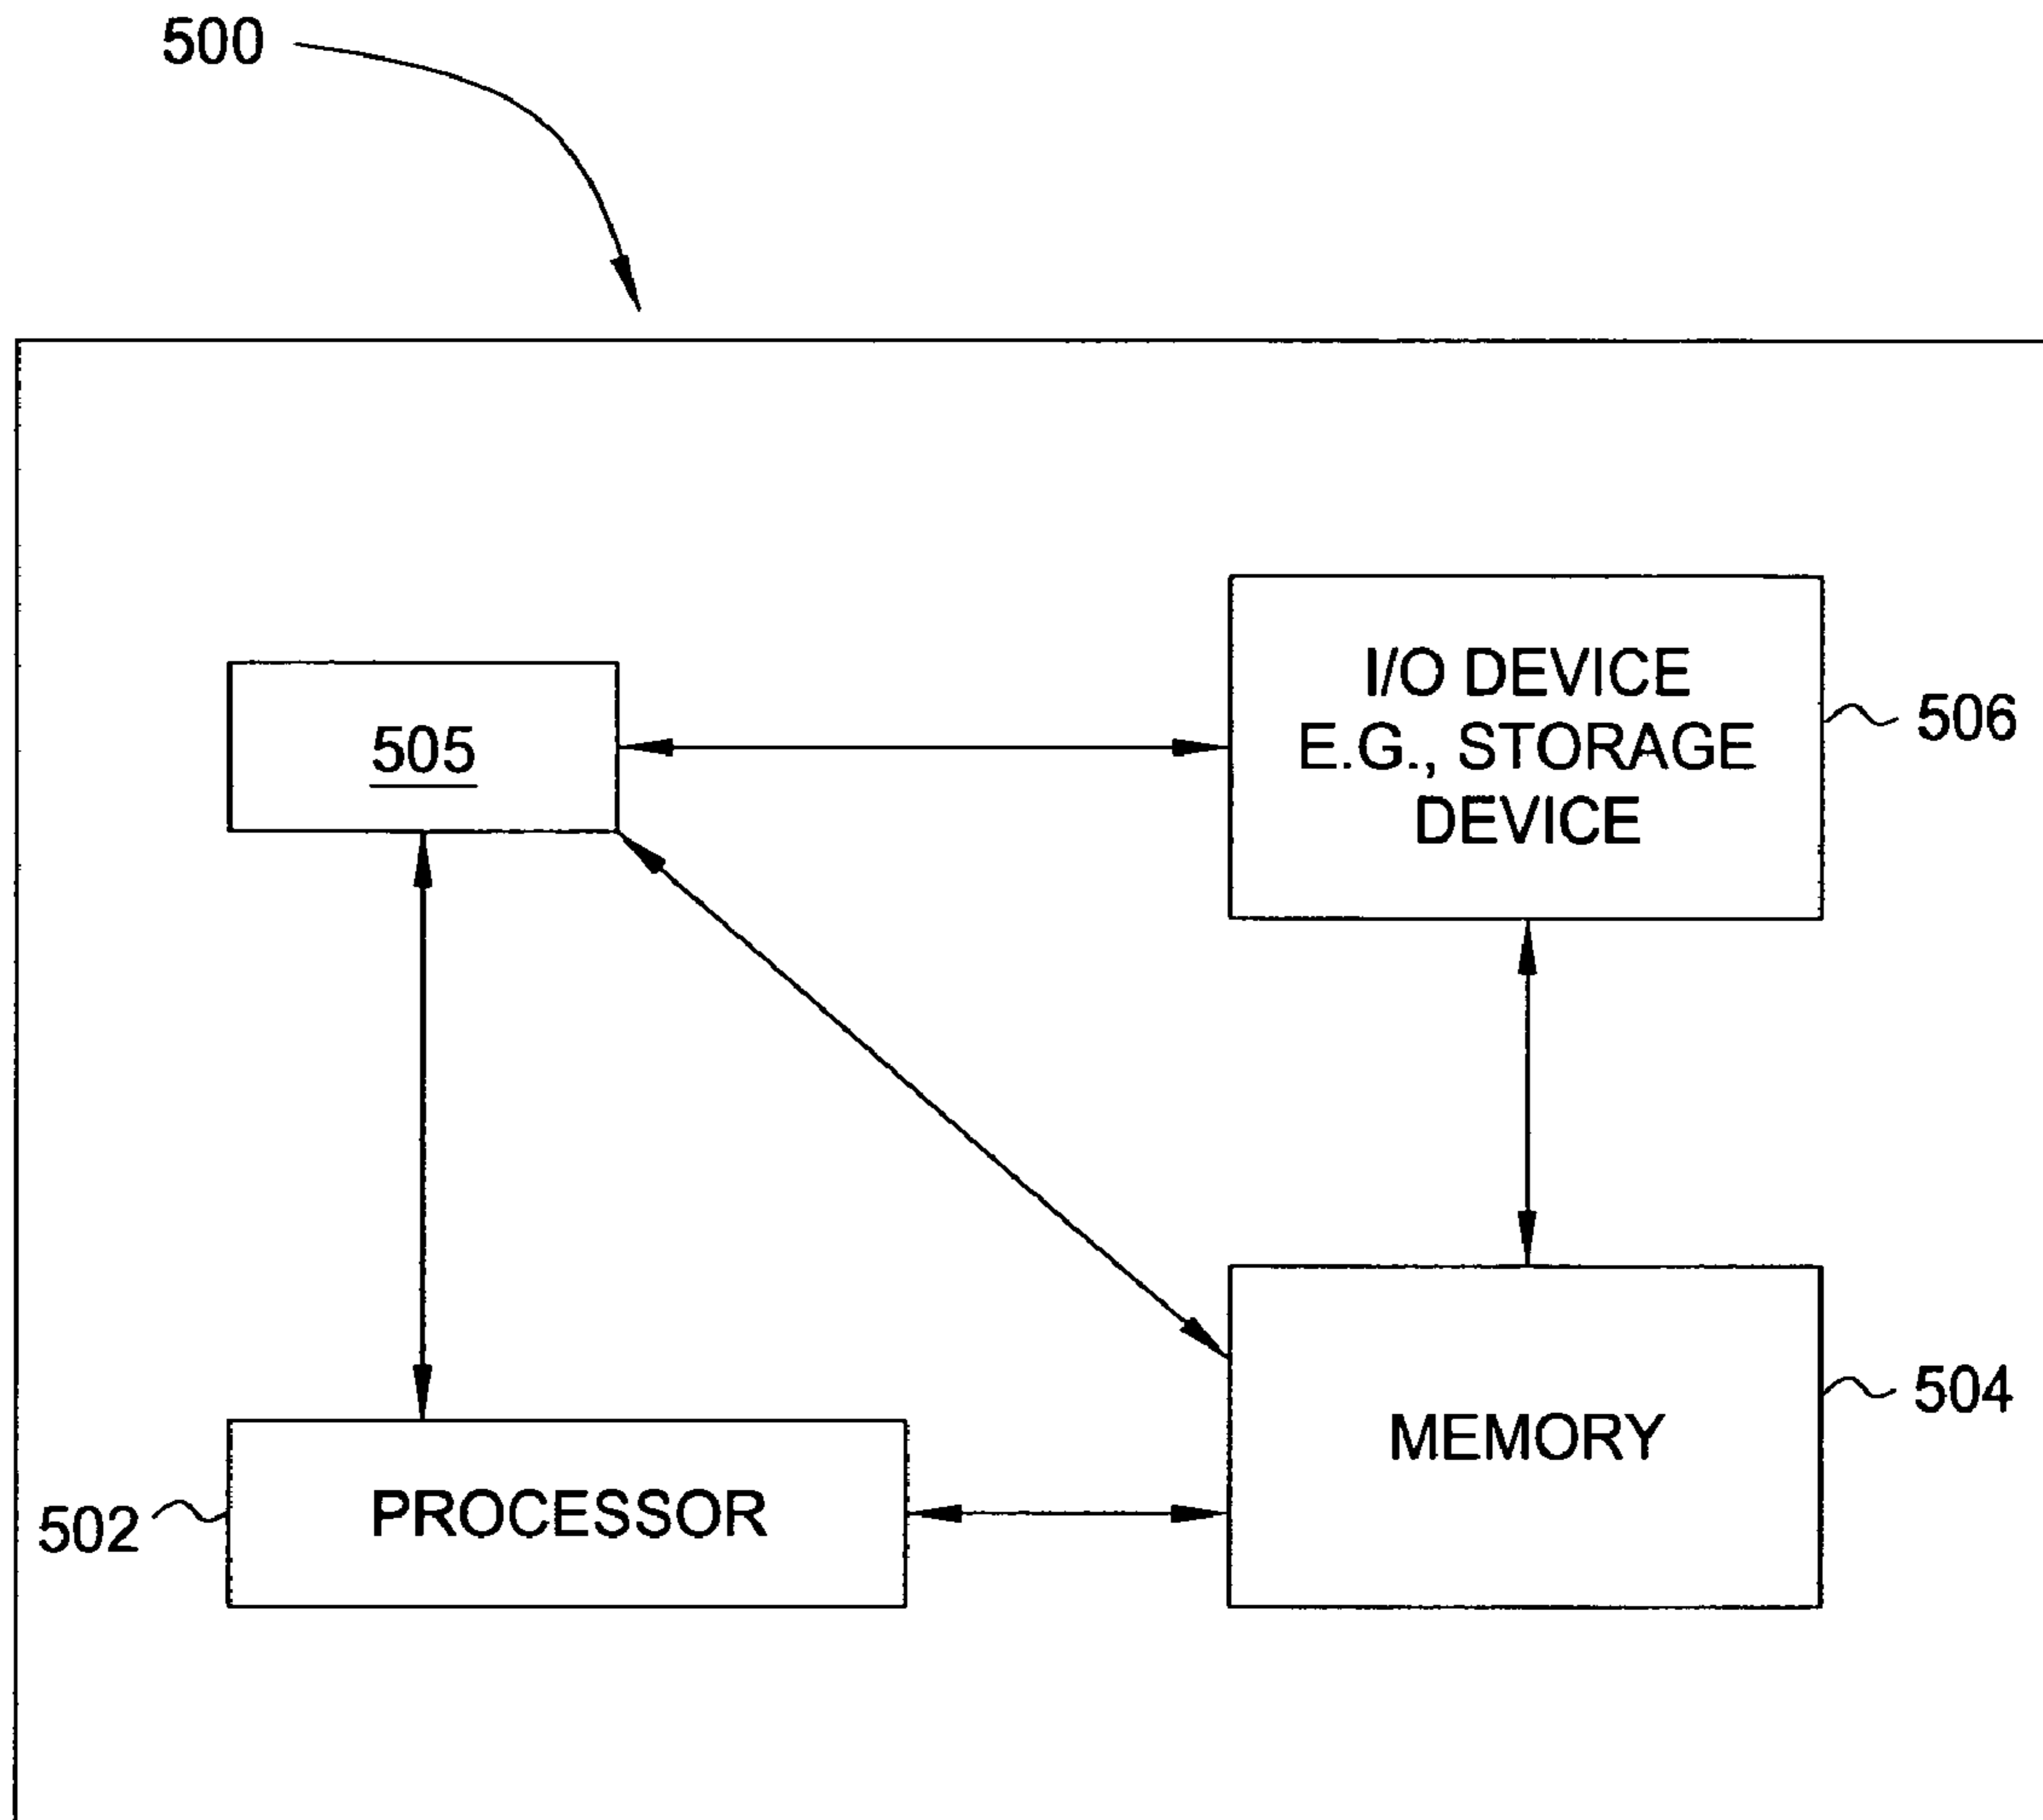 500
I/O DEVICE
E.G., STORAGE
DEVICE
506
505
MEMORY
504
PROCESSOR
502